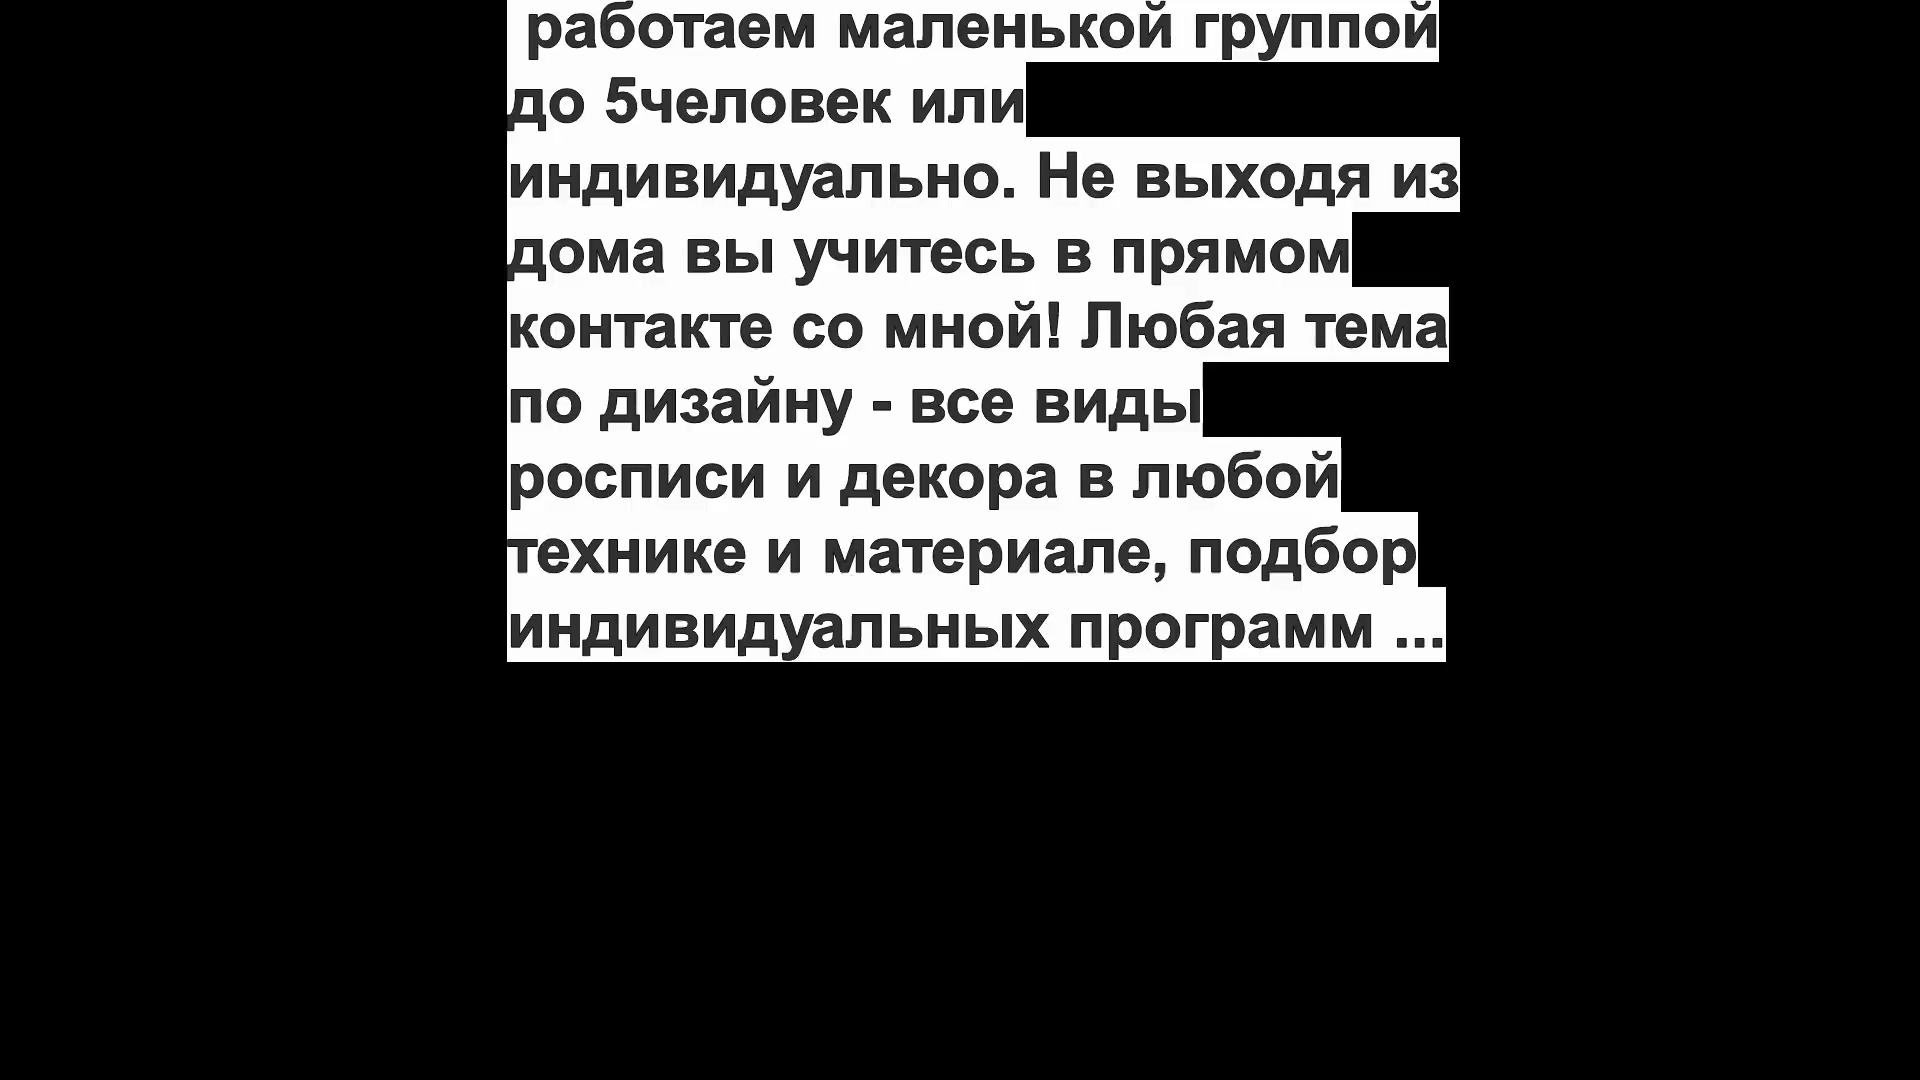 работаем маленькой группой
до 5человек или
индивидуально. Не выходя из
дома вы учитесь в прямом
контакте со мной! Любая тема
по дизайну - все виды
росписи и декора в любой
технике и материале, подбор
индивидуальных программ ...